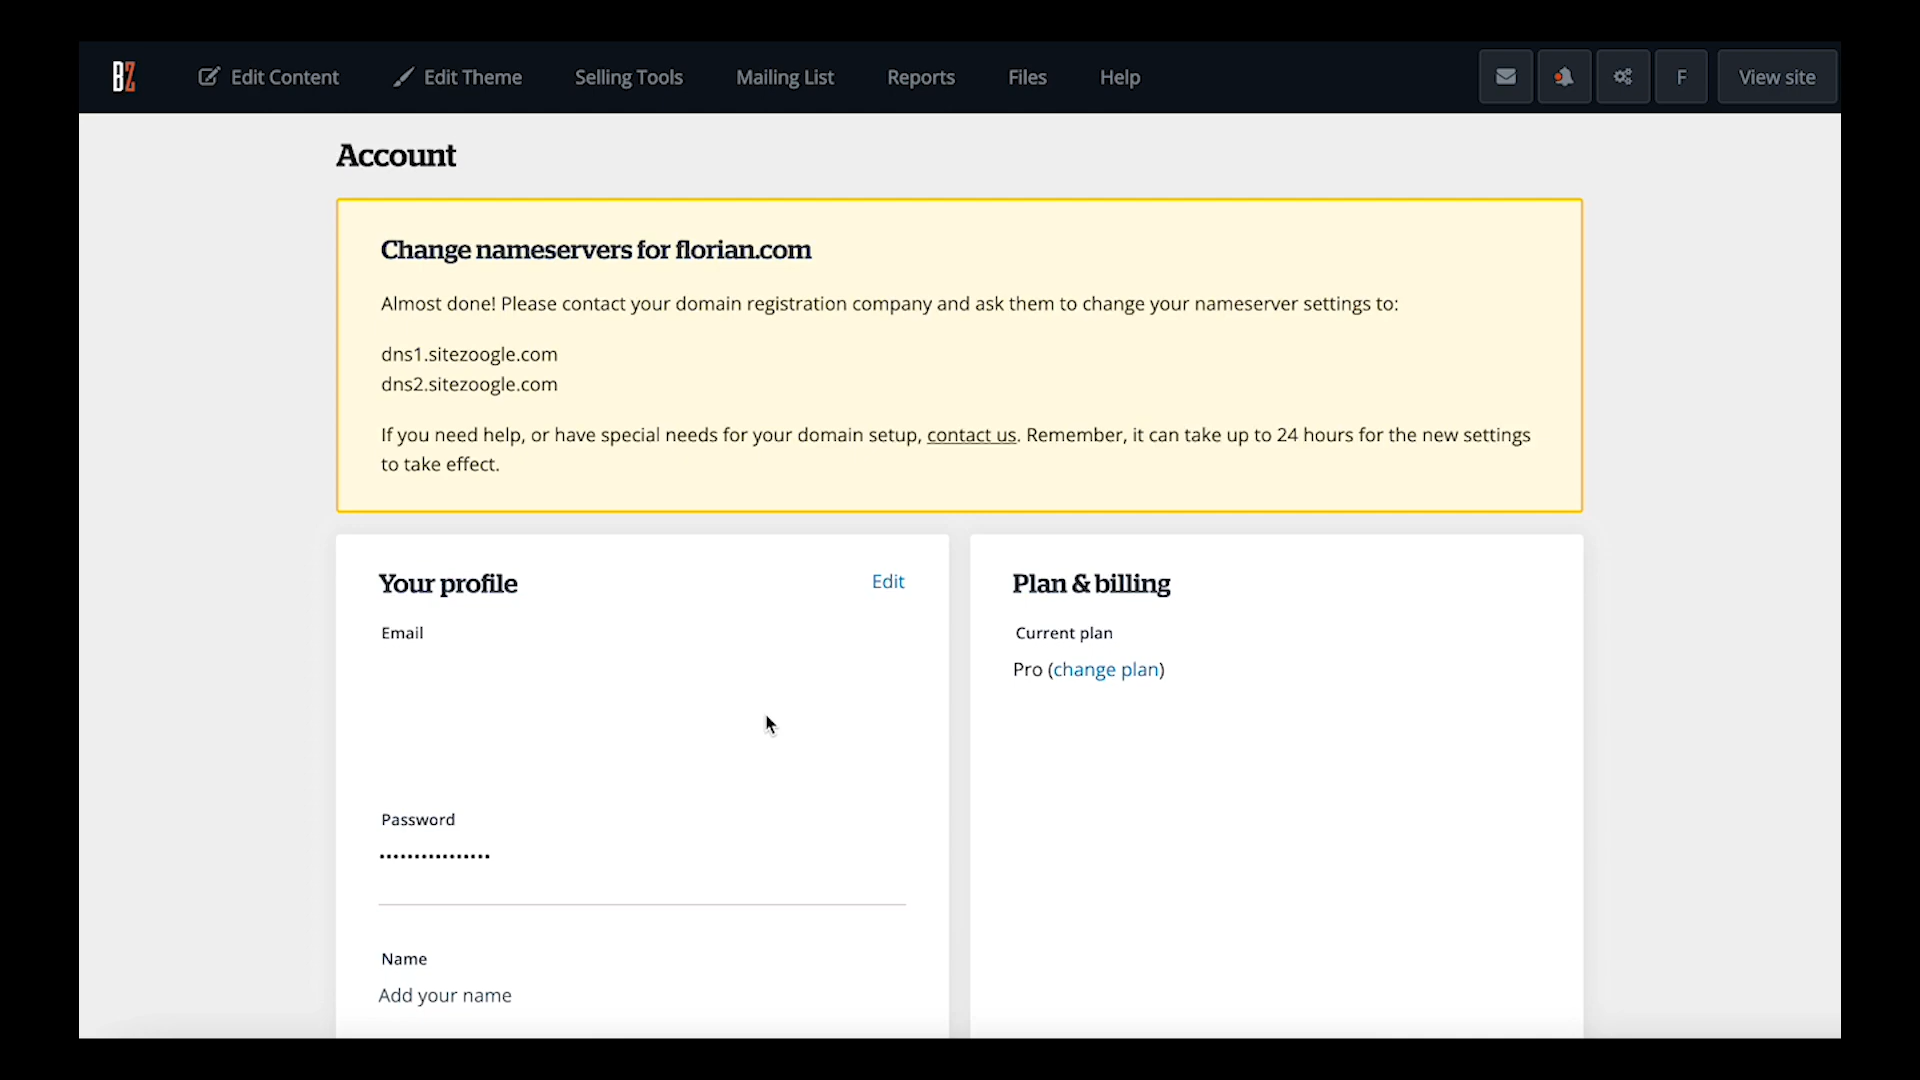 BZ
Edit Content
Edit Theme
Selling Tools
Mailing List
Reports
Files
Help
F
View site
Account
Change nameservers for florian.com
Almost done! Please contact your domain registration company and ask them to change your nameserver settings to:
dns1.sitezoogle.com
dns2.sitezoogle.com
If you need help, or have special needs for your domain setup, contact us. Remember, it can take up to 24 hours for the new settings
to take effect.
Your profile
Edit
Email
Password
................
Name
Add your name
Plan & billing
Current plan
Pro (change plan)